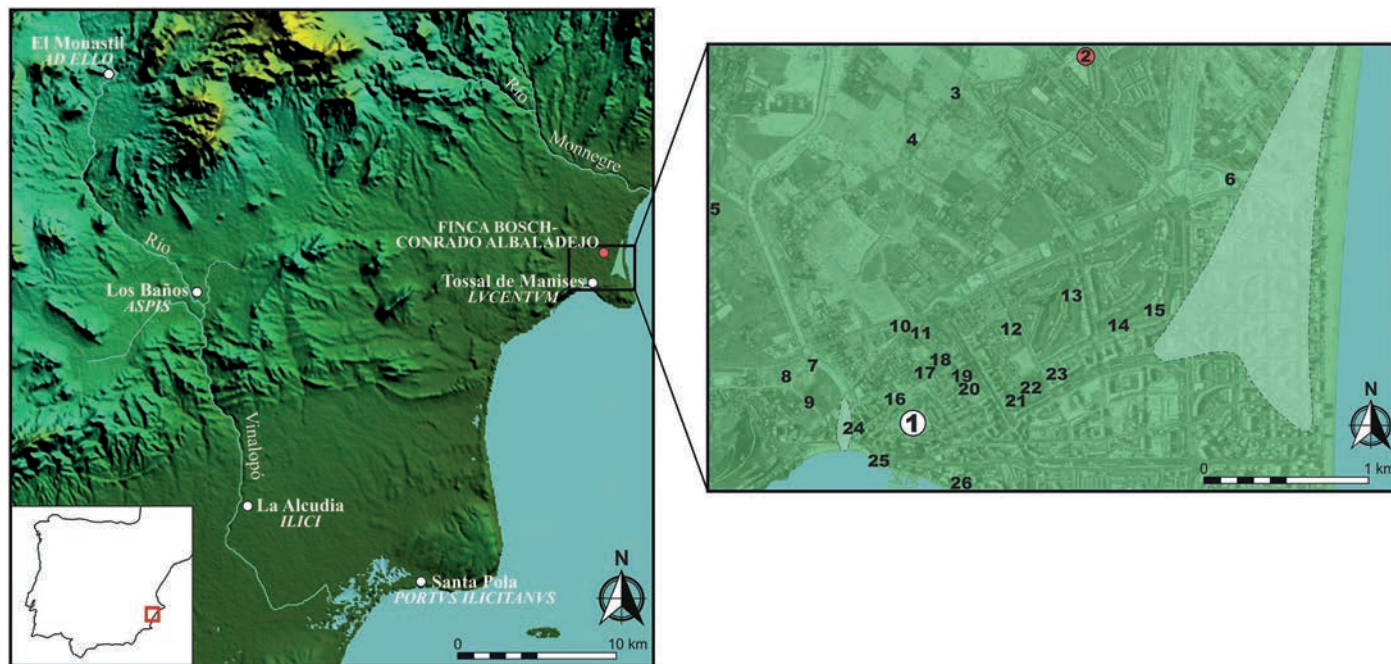 El Monastil
AD ELLO
Río
Monnegre
FINCA BOSCH-
CONRADO ALBALADEJO
Tossal de Manises
LVCENTVM
Río
Los Baños
ASPIS
Vinalopó
La Alcudia
ILICI
Santa Pola
PORTVS ILICITANVS
N
0 10 km
2
3
4
6
5
13
15
14
10
11
12
18
7
17
19
23
8
20
22
9
16
21
1
24
25
26
N
0 1 km